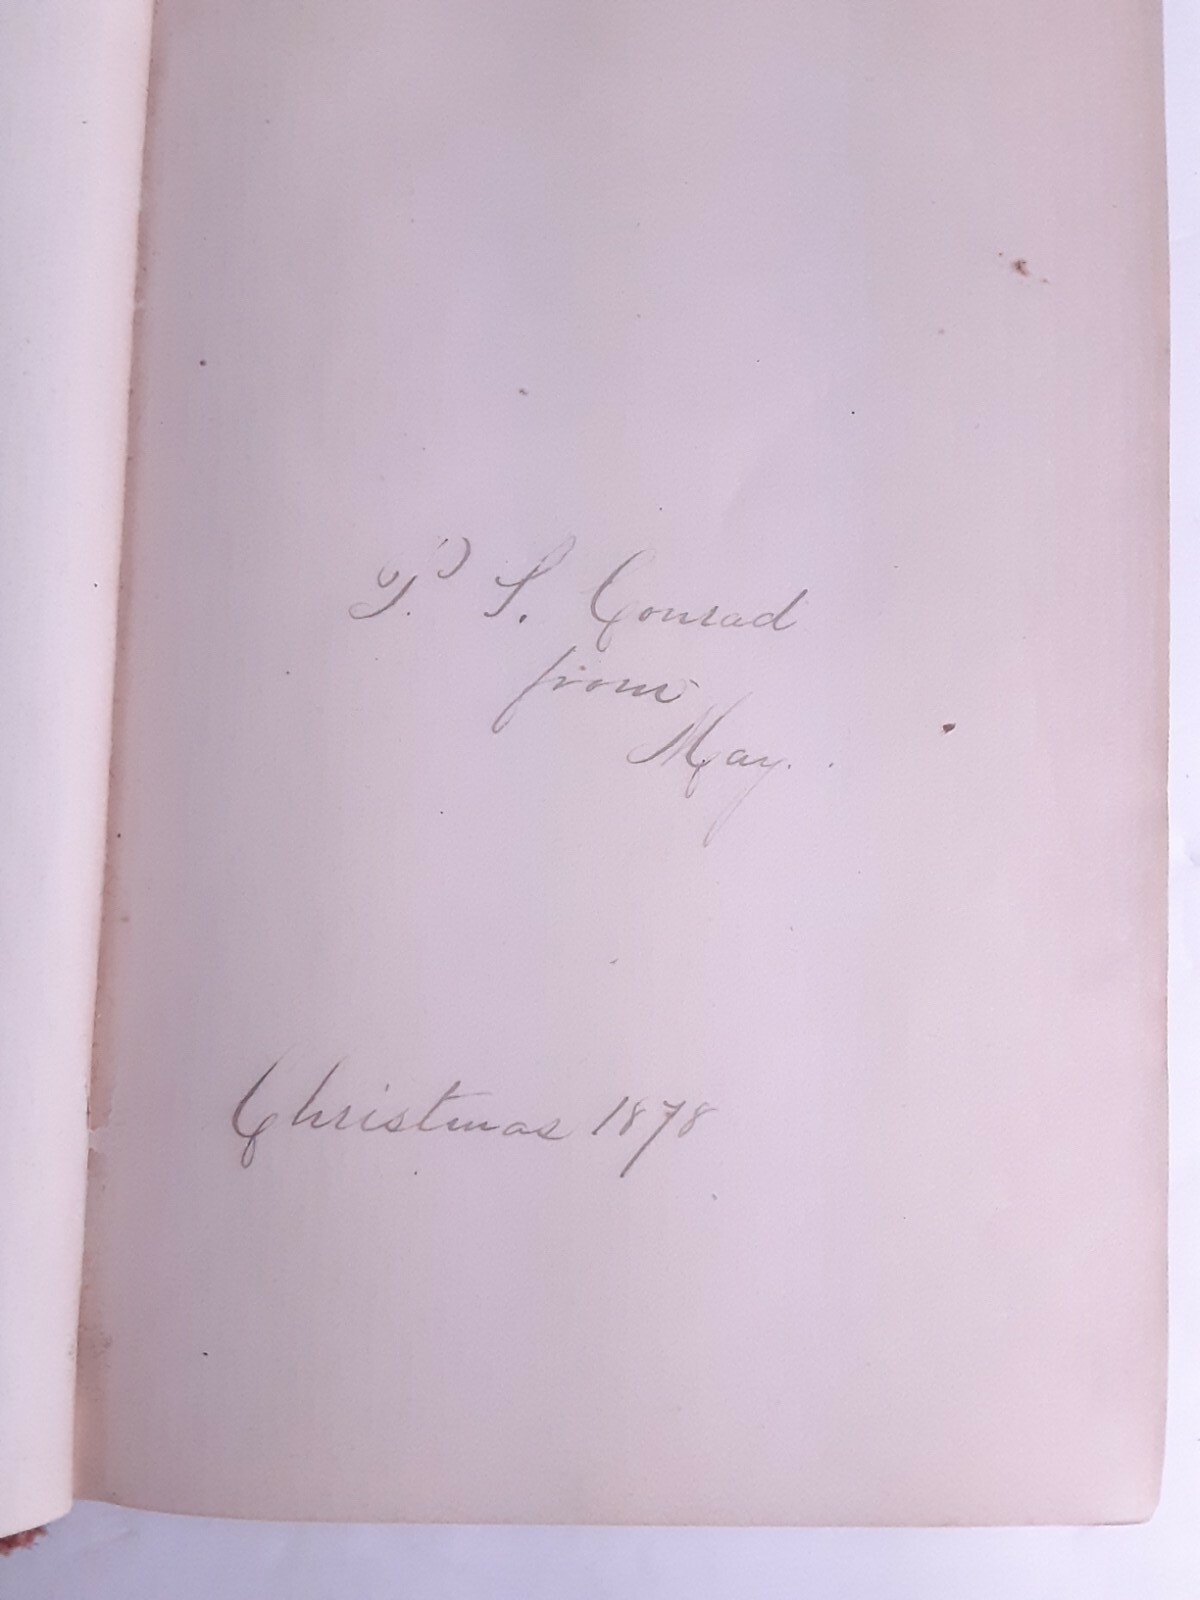 P. S. Conrad
from
May.
Christmas 1878